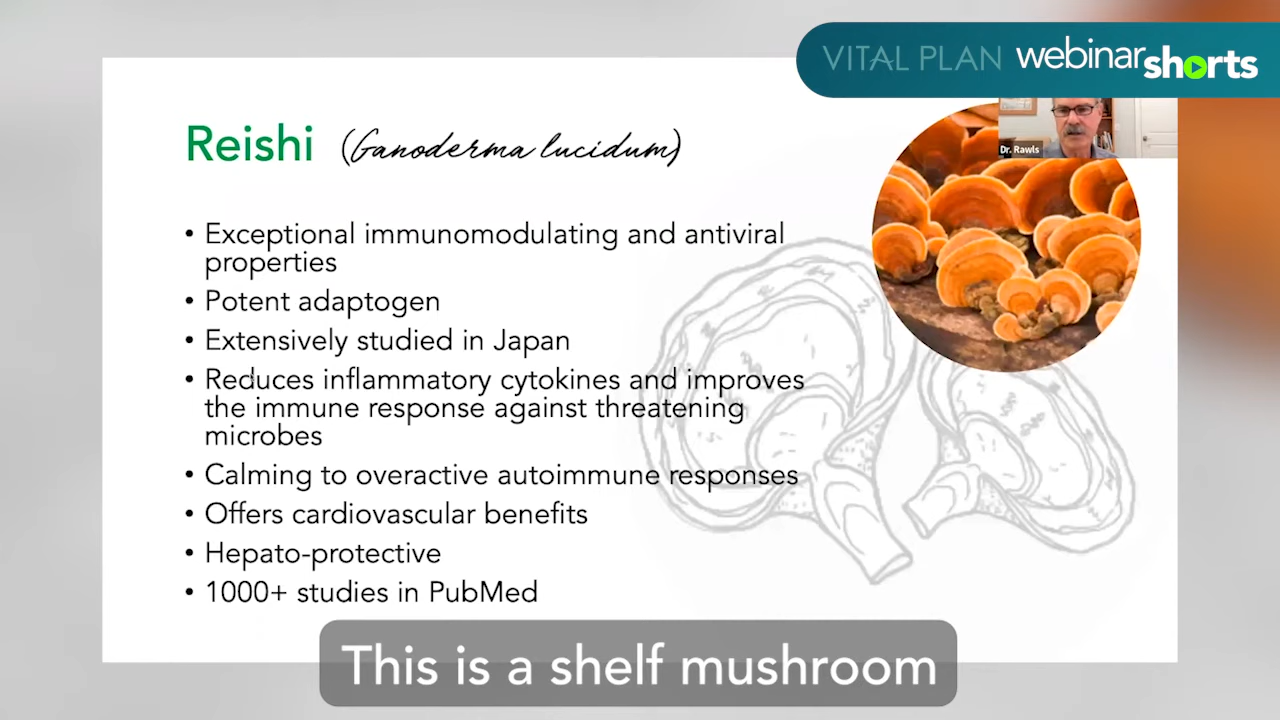 VITAL PLAN webinar shorts
Dr. Rawls
Reishi (Ganoderma lucidum)
• Exceptional immunomodulating and antiviral
properties
• Potent adaptogen
• Extensively studied in Japan
• Reduces inflammatory cytokines and improves
the immune response against threatening
microbes
• Calming to overactive autoimmune responses
• Offers cardiovascular benefits
• Hepato-protective
• 1000+ studies in PubMed
This is a shelf mushroom